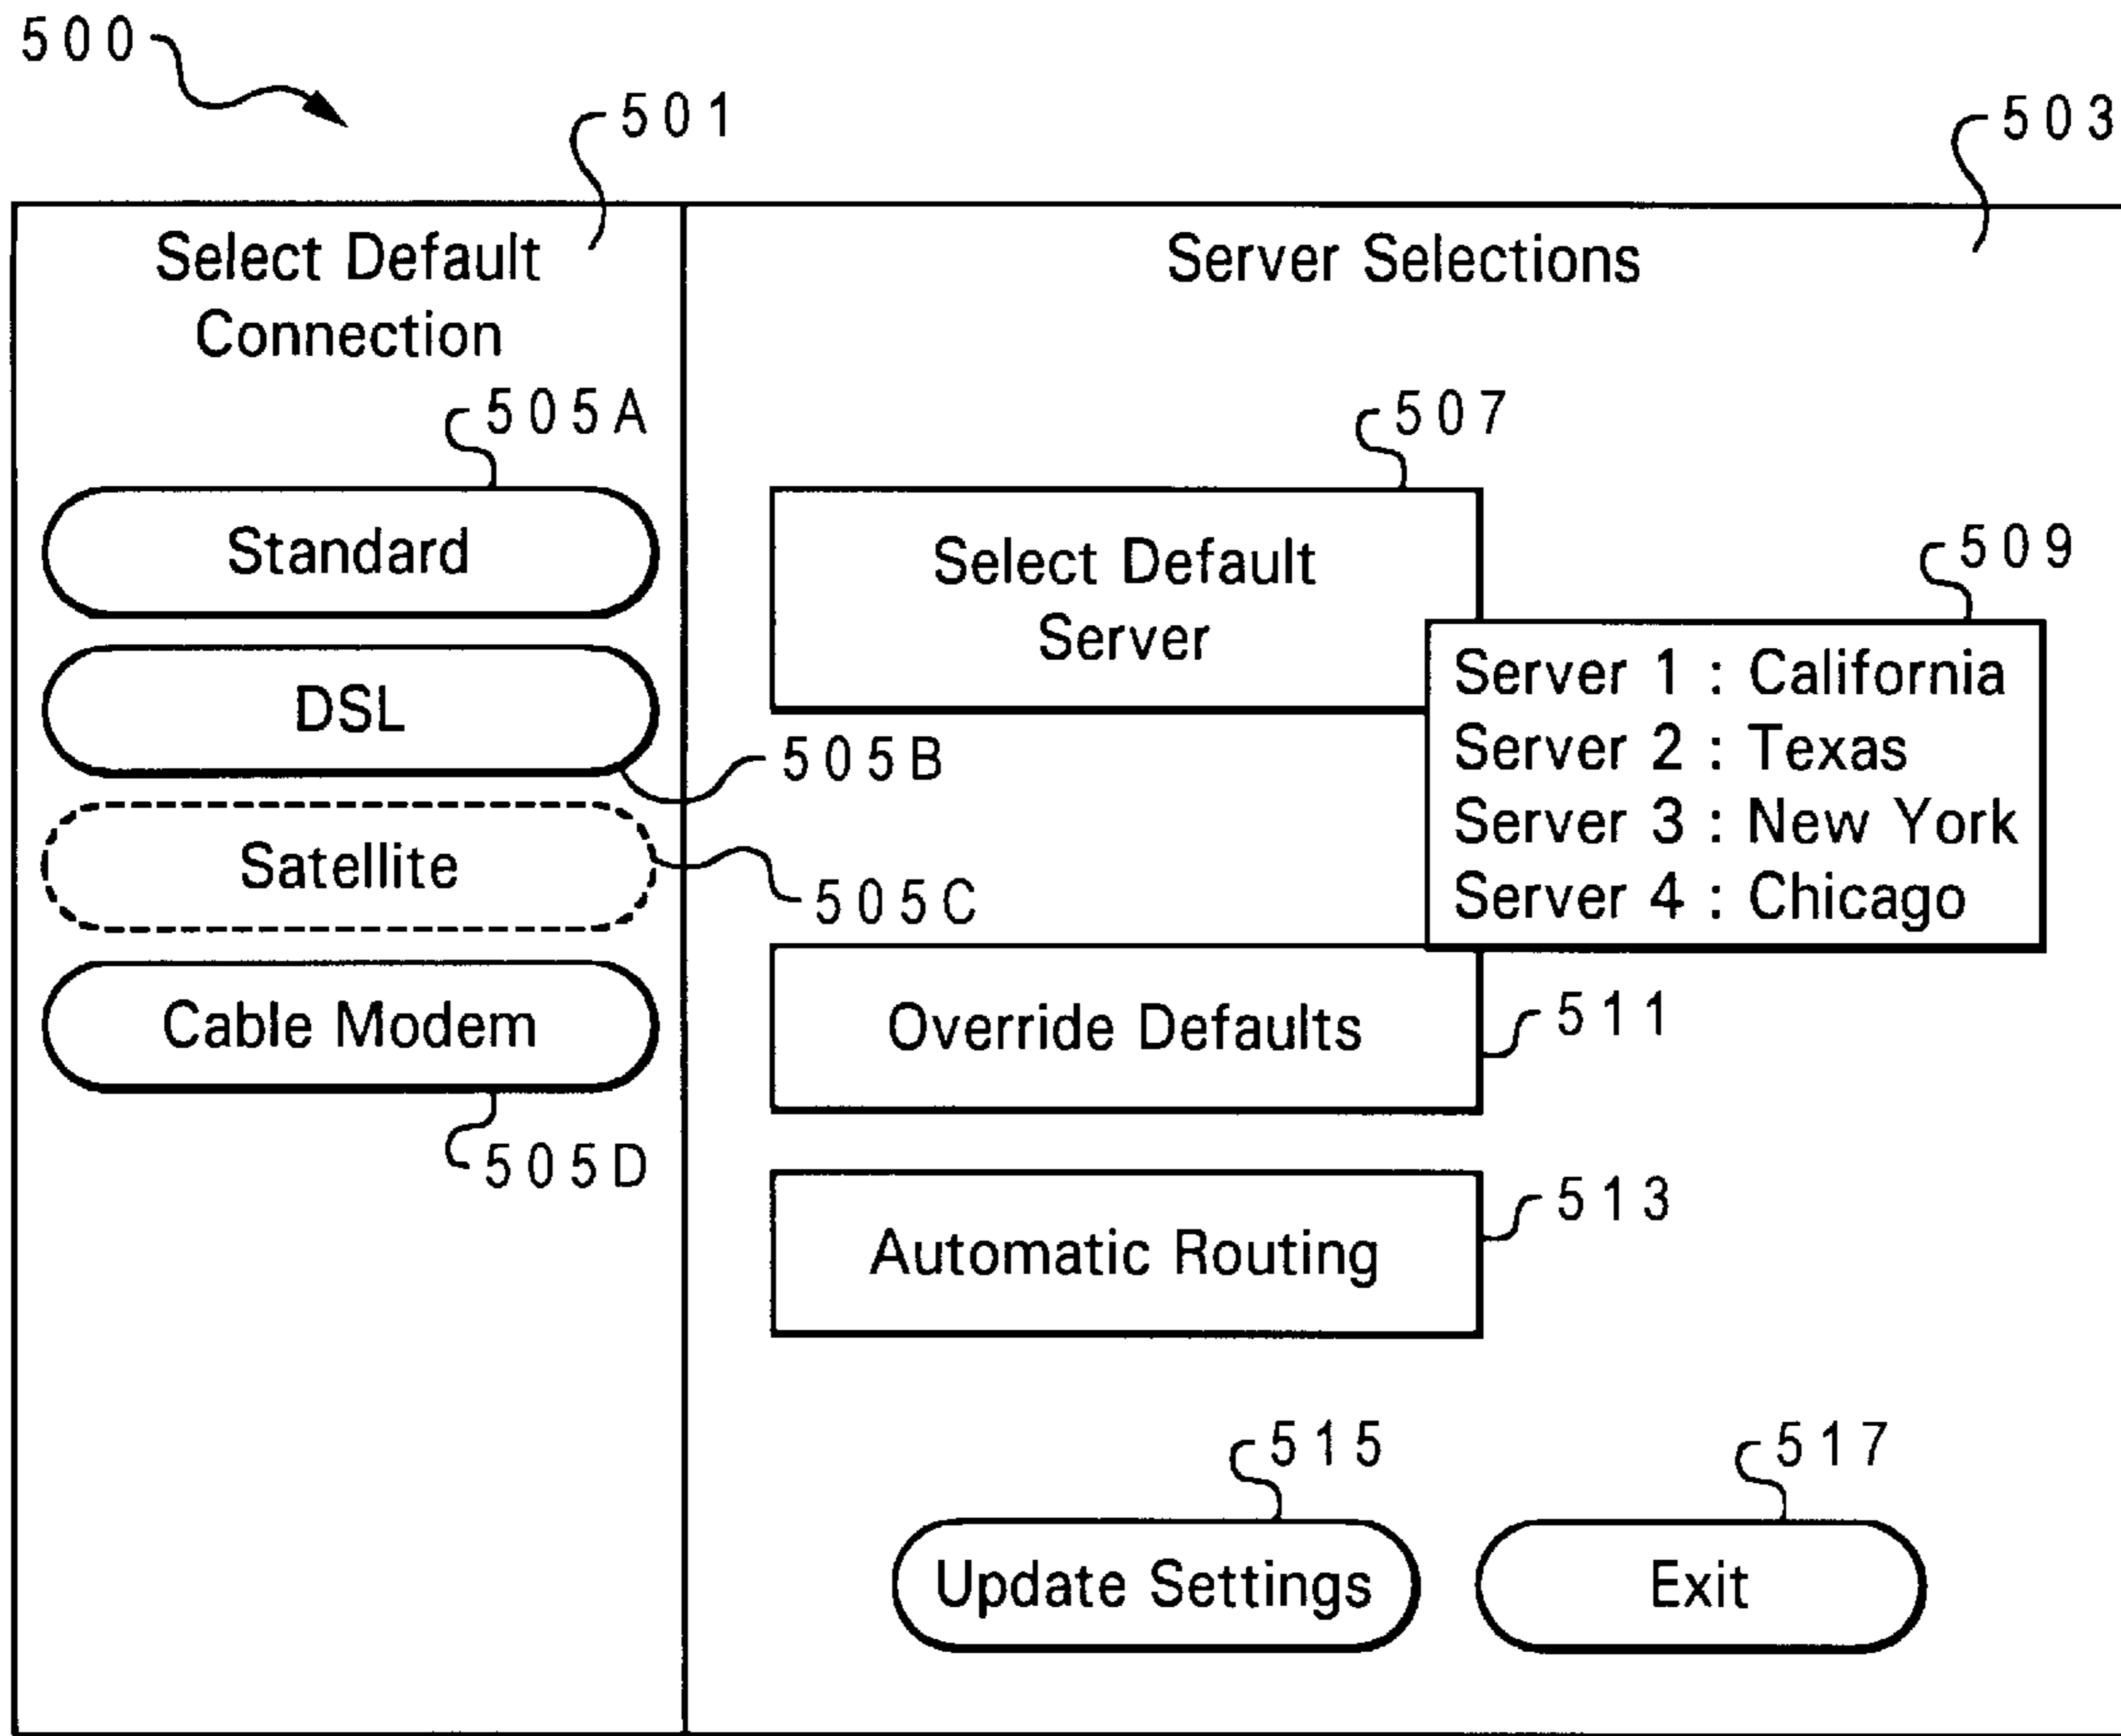 500
501
503
Select Default
Connection
Server Selections
505A
507
Standard
Select Default
Server
509
Server 1 : California
Server 2 : Texas
Server 3 : New York
Server 4 : Chicago
DSL
505B
Satellite
505C
Cable Modem
505D
Override Defaults
511
Automatic Routing
513
515
517
Update Settings
Exit